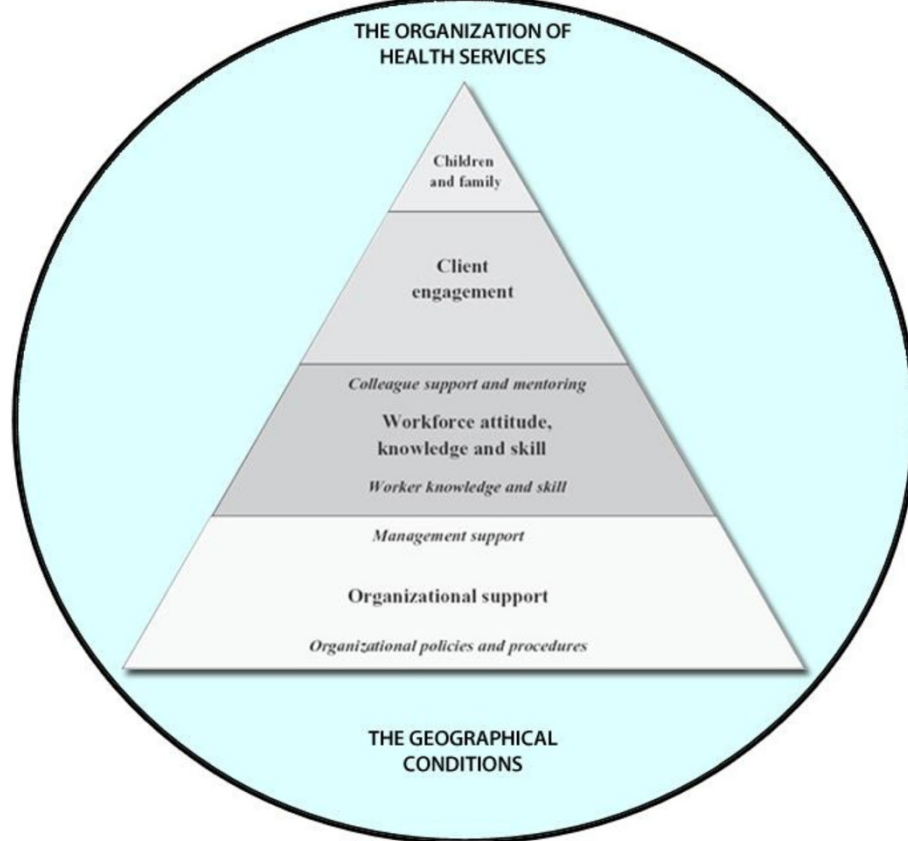 THE ORGANIZATION OF
HEALTH SERVICES
Children
and family
Client
engagement
Colleague support and mentoring
Workforce attitude,
knowledge and skill
Worker knowledge and skill
Management support
Organizational support
Organizational policies and procedures
THE GEOGRAPHICAL
CONDITIONS